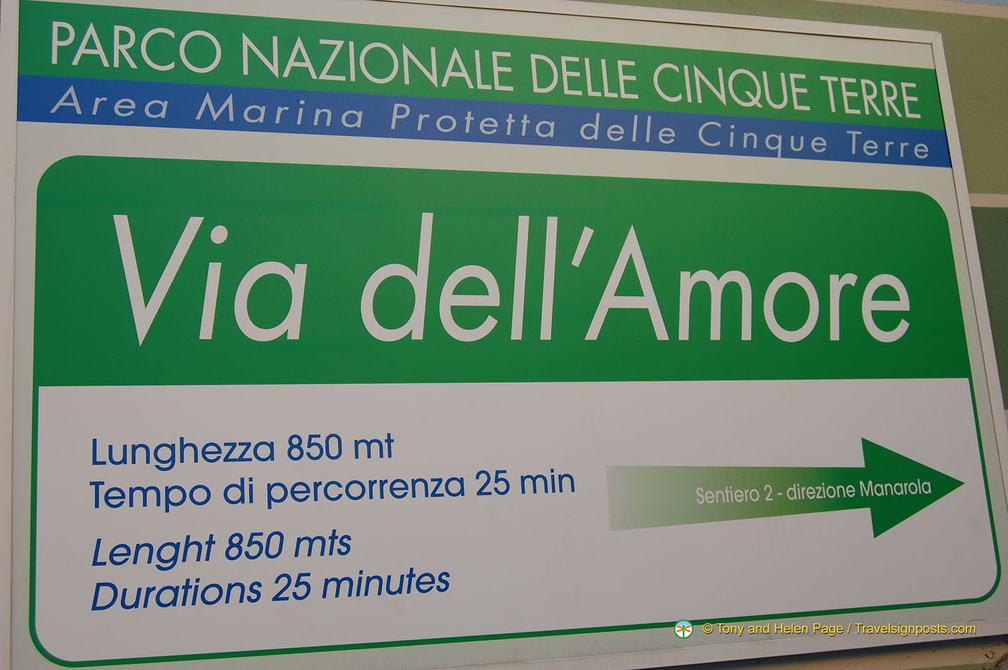 PARCO NAZIONALE DELLE CINQUE TERRE
Area Marina Protetta delle Cinque Terre
Via dell'Amore
Lunghezza 850 mt
Tempo di percorrenza 25 min
Lenght 850 mts
Durations 25 minutes
Sentiero 2 - direzione Manarola
© Tony and Helen Page / Travelsignposts.com